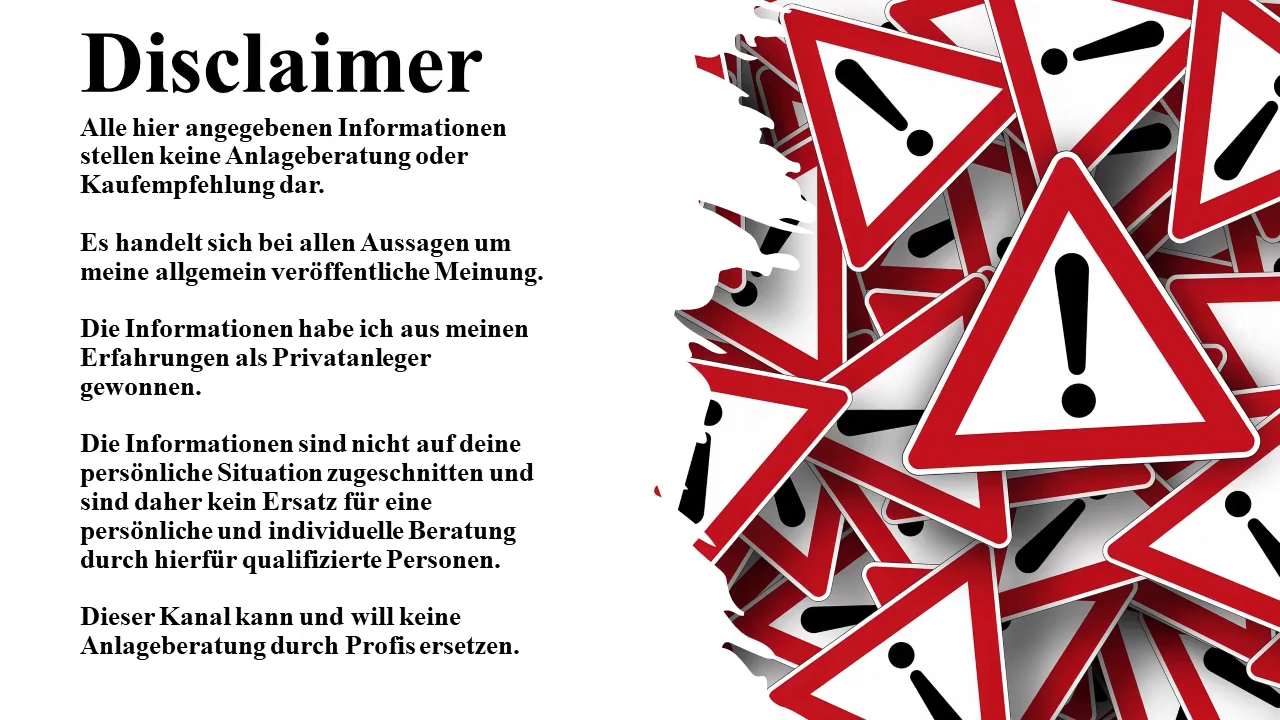 Disclaimer
Alle hier angegebenen Informationen
stellen keine Anlageberatung oder
Kaufempfehlung dar.
Es handelt sich bei allen Aussagen um
meine allgemein veröffentliche Meinung.
Die Informationen habe ich aus meinen
Erfahrungen als Privatanleger
gewonnen.
Die Informationen sind nicht auf deine
persönliche Situation zugeschnitten und
sind daher kein Ersatz für eine
persönliche und individuelle Beratung
durch hierfür qualifizierte Personen.
Dieser Kanal kann und will keine
Anlageberatung durch Profis ersetzen.